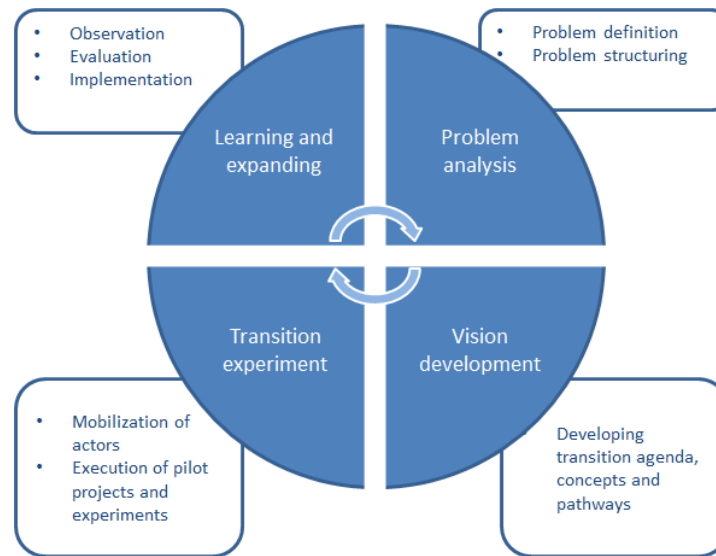 • Observation
• Evaluation
• Implementation
• Problem definition
• Problem structuring
Learning and
expanding
Problem
analysis
Transition
experiment
Vision
development
• Mobilization of
actors
• Execution of pilot
projects and
experiments
• Developing
transition agenda,
concepts and
pathways